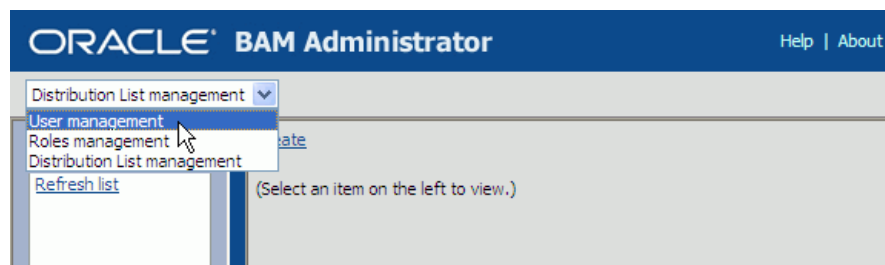 ORACLE BAM Administrator
Help | About
Distribution List management
User management
Roles management
Distribution List management
Refresh list
(Select an item on the left to view.)